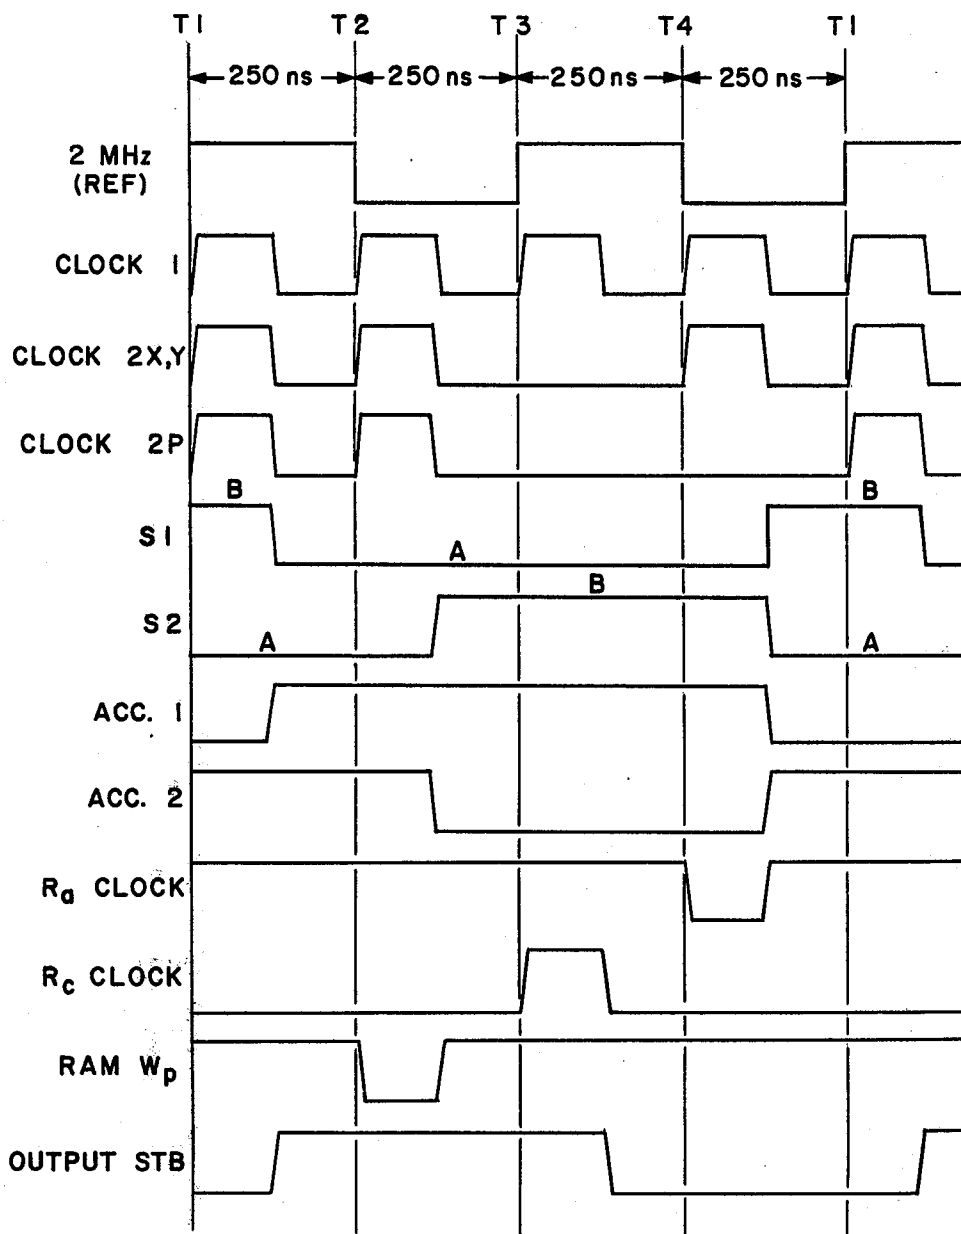 T1 T2 T3 T4 T1
250 ns 250 ns 250 ns 250 ns
2 MHz
(REF)
CLOCK 1
CLOCK 2X,Y
CLOCK 2P
B B
S1
A
B
S2
A A
ACC. 1
ACC. 2
Ra CLOCK
Rc CLOCK
RAM Wp
OUTPUT STB